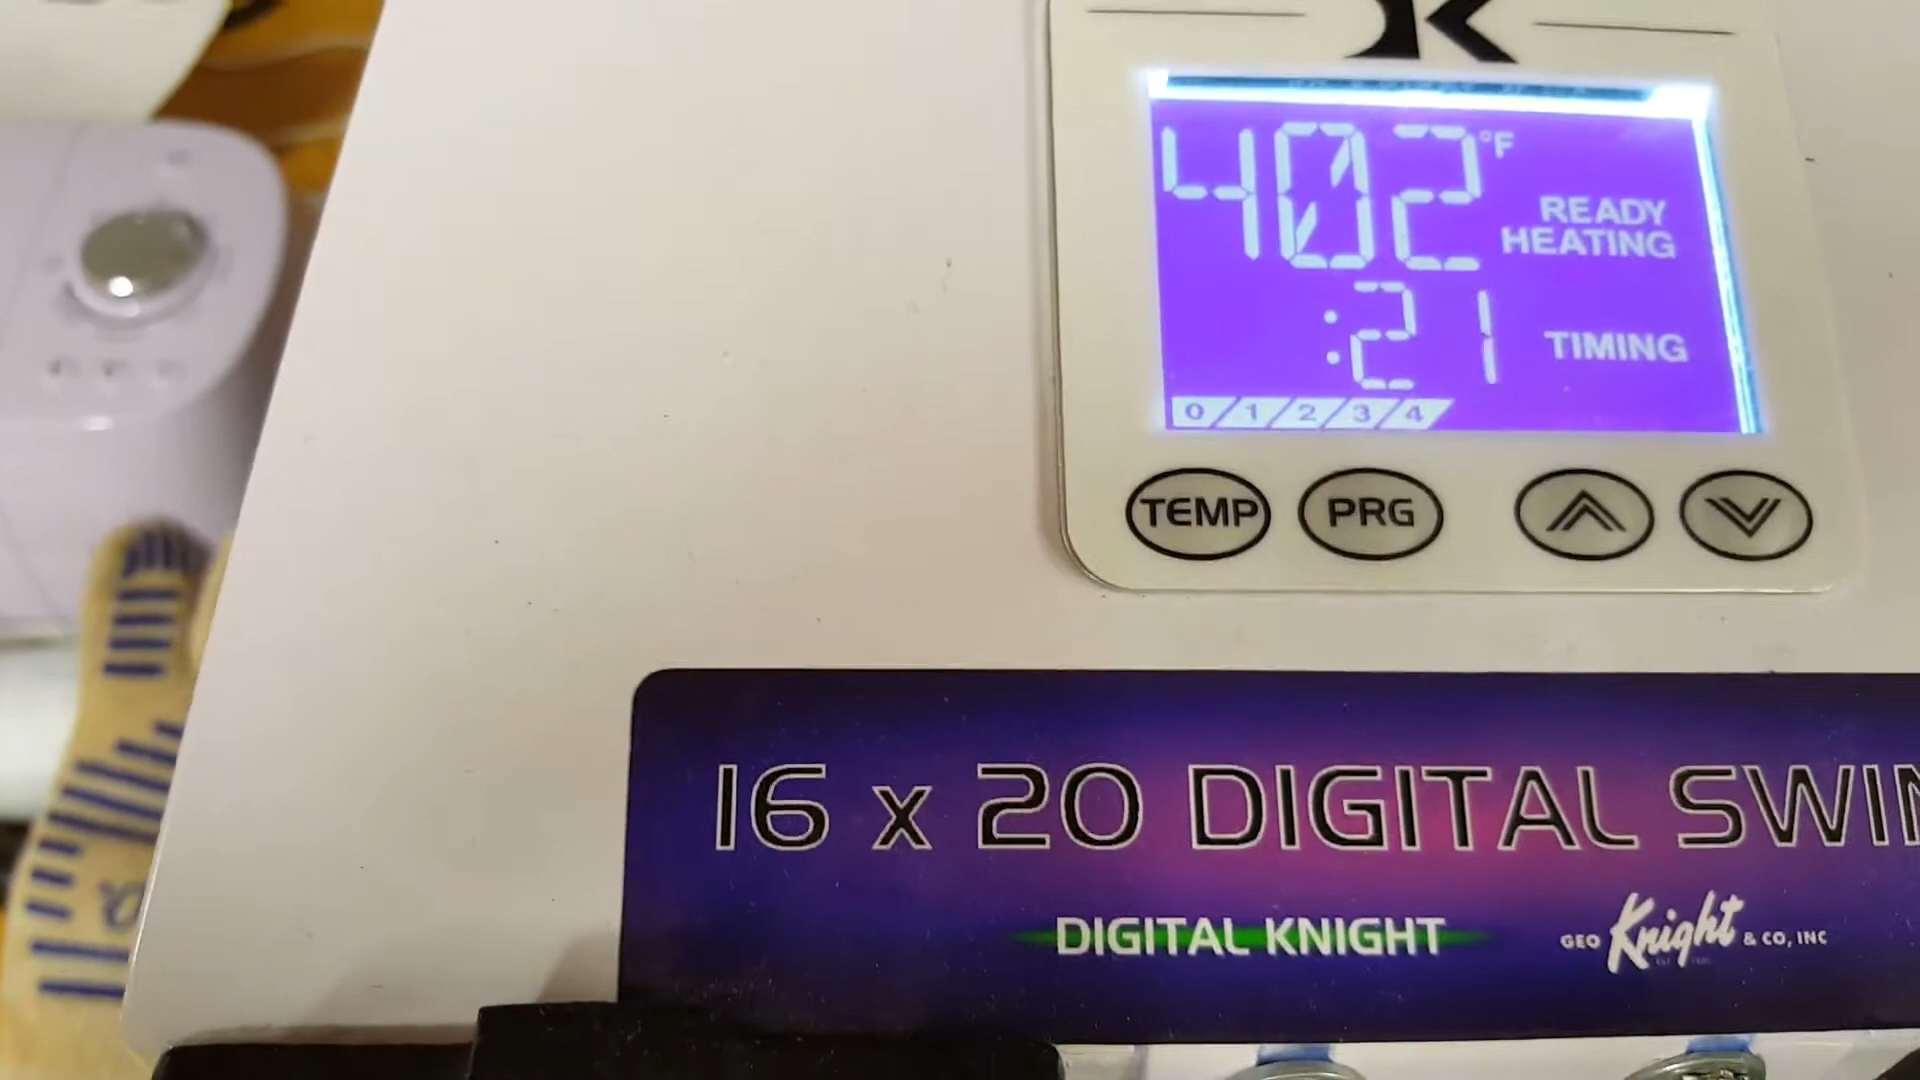 K
402 °F
READY
HEATING
:21 TIMING
0 1 2 3 4
TEMP PRG
16 x 20 DIGITAL SWIN
DIGITAL KNIGHT
GEO Knight & CO, INC